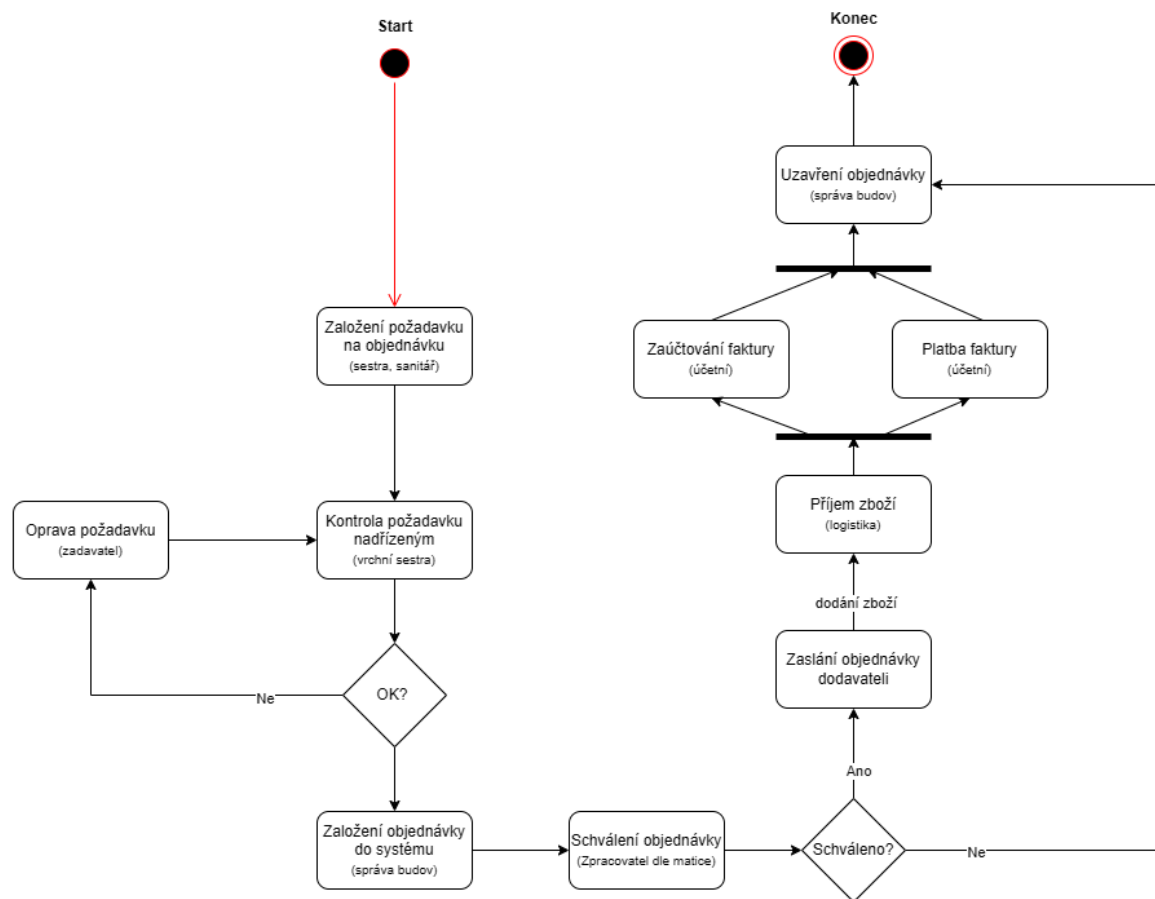 Start
Založení požadavku
na objednávku
(sestra, sanitář)
Oprava požadavku
(zadavatel)
Kontrola požadavku
nadřízeným
(vrchní sestra)
OK?
Ne
Založení objednávky
do systému
(správa budov)
Schválení objednávky
(Zpracovatel dle matice)
Schváleno?
Ne
Ano
Zaslání objednávky
dodavateli
dodání zboží
Příjem zboží
(logistika)
Zaúčtování faktury
(účetní)
Platba faktury
(účetní)
Uzavření objednávky
(správa budov)
Konec